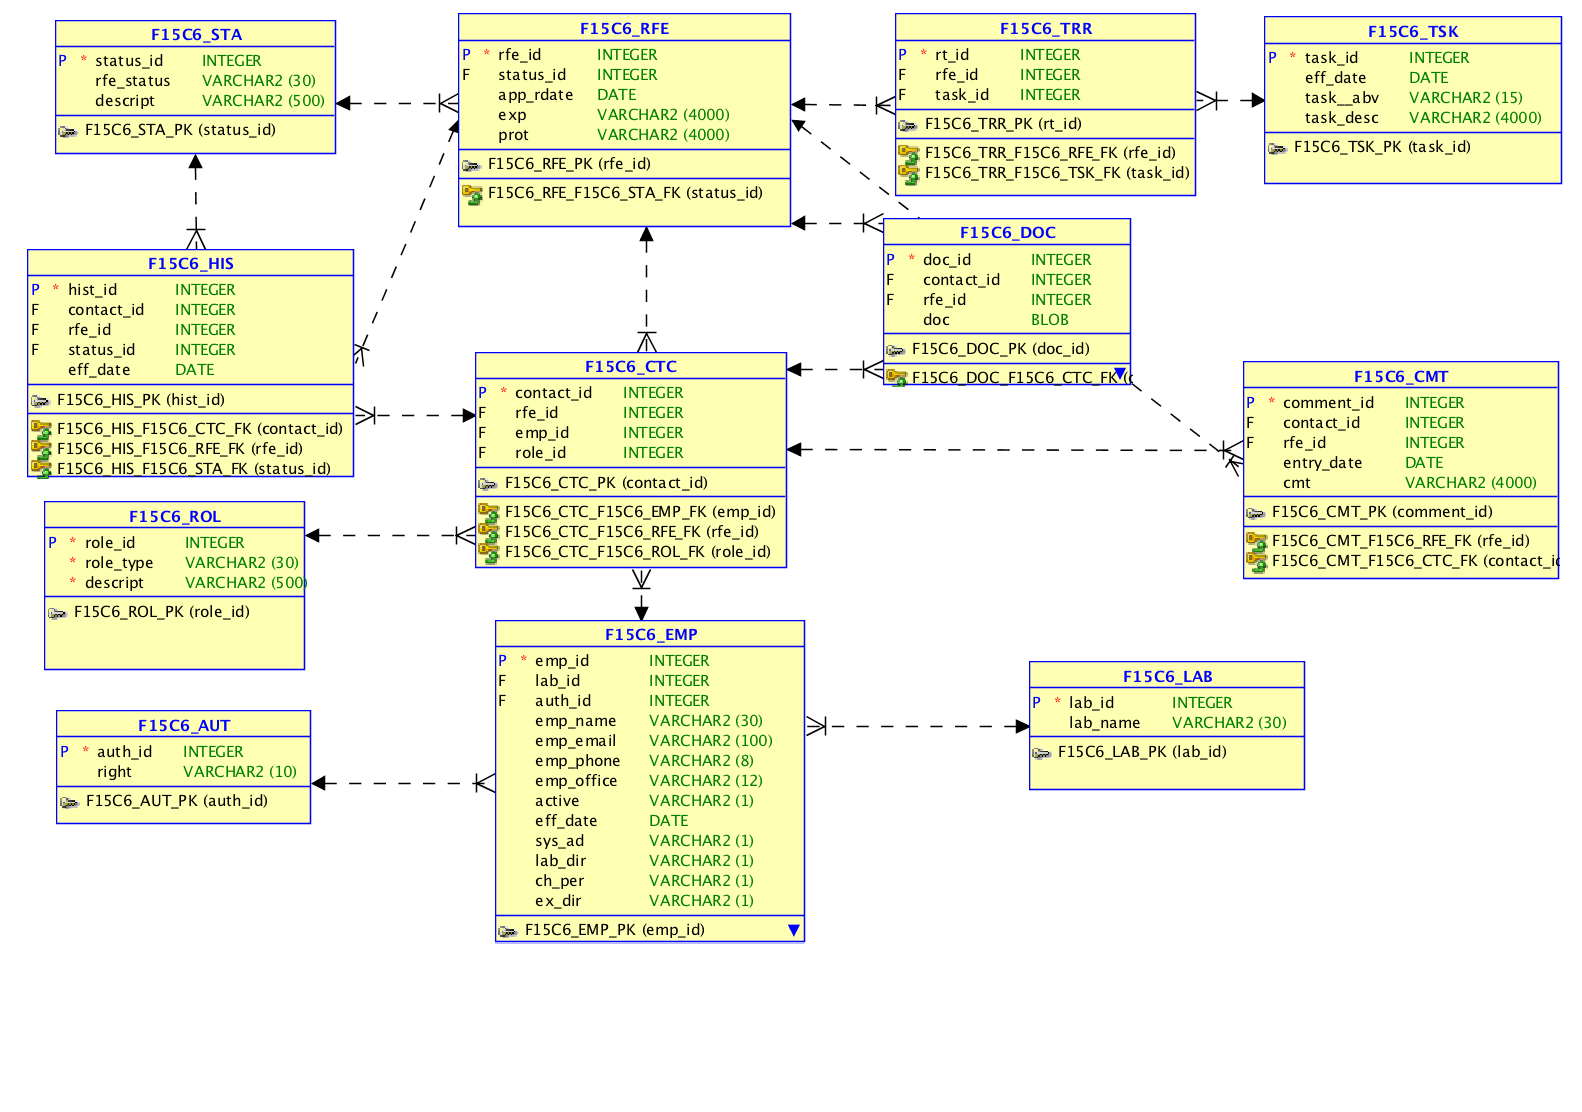 F15C6_STA
P * status_id INTEGER
rfe_status VARCHAR2 (30)
descript VARCHAR2 (500)
F15C6_STA_PK (status_id)
F15C6_RFE
P * rfe_id INTEGER
F status_id INTEGER
app_rdate DATE
exp VARCHAR2 (4000)
prot VARCHAR2 (4000)
F15C6_RFE_PK (rfe_id)
F15C6_RFE_F15C6_STA_FK (status_id)
F15C6_TRR
P * rt_id INTEGER
F rfe_id INTEGER
F task_id INTEGER
F15C6_TRR_PK (rt_id)
F15C6_TRR_F15C6_RFE_FK (rfe_id)
F15C6_TRR_F15C6_TSK_FK (task_id)
F15C6_TSK
P * task_id INTEGER
eff_date DATE
task__abv VARCHAR2 (15)
task_desc VARCHAR2 (4000)
F15C6_TSK_PK (task_id)
F15C6_HIS
P * hist_id INTEGER
F contact_id INTEGER
F rfe_id INTEGER
F status_id INTEGER
eff_date DATE
F15C6_HIS_PK (hist_id)
F15C6_HIS_F15C6_CTC_FK (contact_id)
F15C6_HIS_F15C6_RFE_FK (rfe_id)
F15C6_HIS_F15C6_STA_FK (status_id)
F15C6_DOC
P * doc_id INTEGER
F contact_id INTEGER
F rfe_id INTEGER
doc BLOB
F15C6_DOC_PK (doc_id)
F15C6_DOC_F15C6_CTC_FK (
F15C6_CTC
P * contact_id INTEGER
F rfe_id INTEGER
F emp_id INTEGER
F role_id INTEGER
F15C6_CTC_PK (contact_id)
F15C6_CTC_F15C6_EMP_FK (emp_id)
F15C6_CTC_F15C6_RFE_FK (rfe_id)
F15C6_CTC_F15C6_ROL_FK (role_id)
F15C6_CMT
P * comment_id INTEGER
F contact_id INTEGER
F rfe_id INTEGER
entry_date DATE
cmt VARCHAR2 (4000)
F15C6_CMT_PK (comment_id)
F15C6_CMT_F15C6_RFE_FK (rfe_id)
F15C6_CMT_F15C6_CTC_FK (contact_i
F15C6_ROL
P * role_id INTEGER
* role_type VARCHAR2 (30)
* descript VARCHAR2 (500)
F15C6_ROL_PK (role_id)
F15C6_EMP
P * emp_id INTEGER
F lab_id INTEGER
F auth_id INTEGER
emp_name VARCHAR2 (30)
emp_email VARCHAR2 (100)
emp_phone VARCHAR2 (8)
emp_office VARCHAR2 (12)
active VARCHAR2 (1)
eff_date DATE
sys_ad VARCHAR2 (1)
lab_dir VARCHAR2 (1)
ch_per VARCHAR2 (1)
ex_dir VARCHAR2 (1)
F15C6_EMP_PK (emp_id)
F15C6_LAB
P * lab_id INTEGER
lab_name VARCHAR2 (30)
F15C6_LAB_PK (lab_id)
F15C6_AUT
P * auth_id INTEGER
right VARCHAR2 (10)
F15C6_AUT_PK (auth_id)